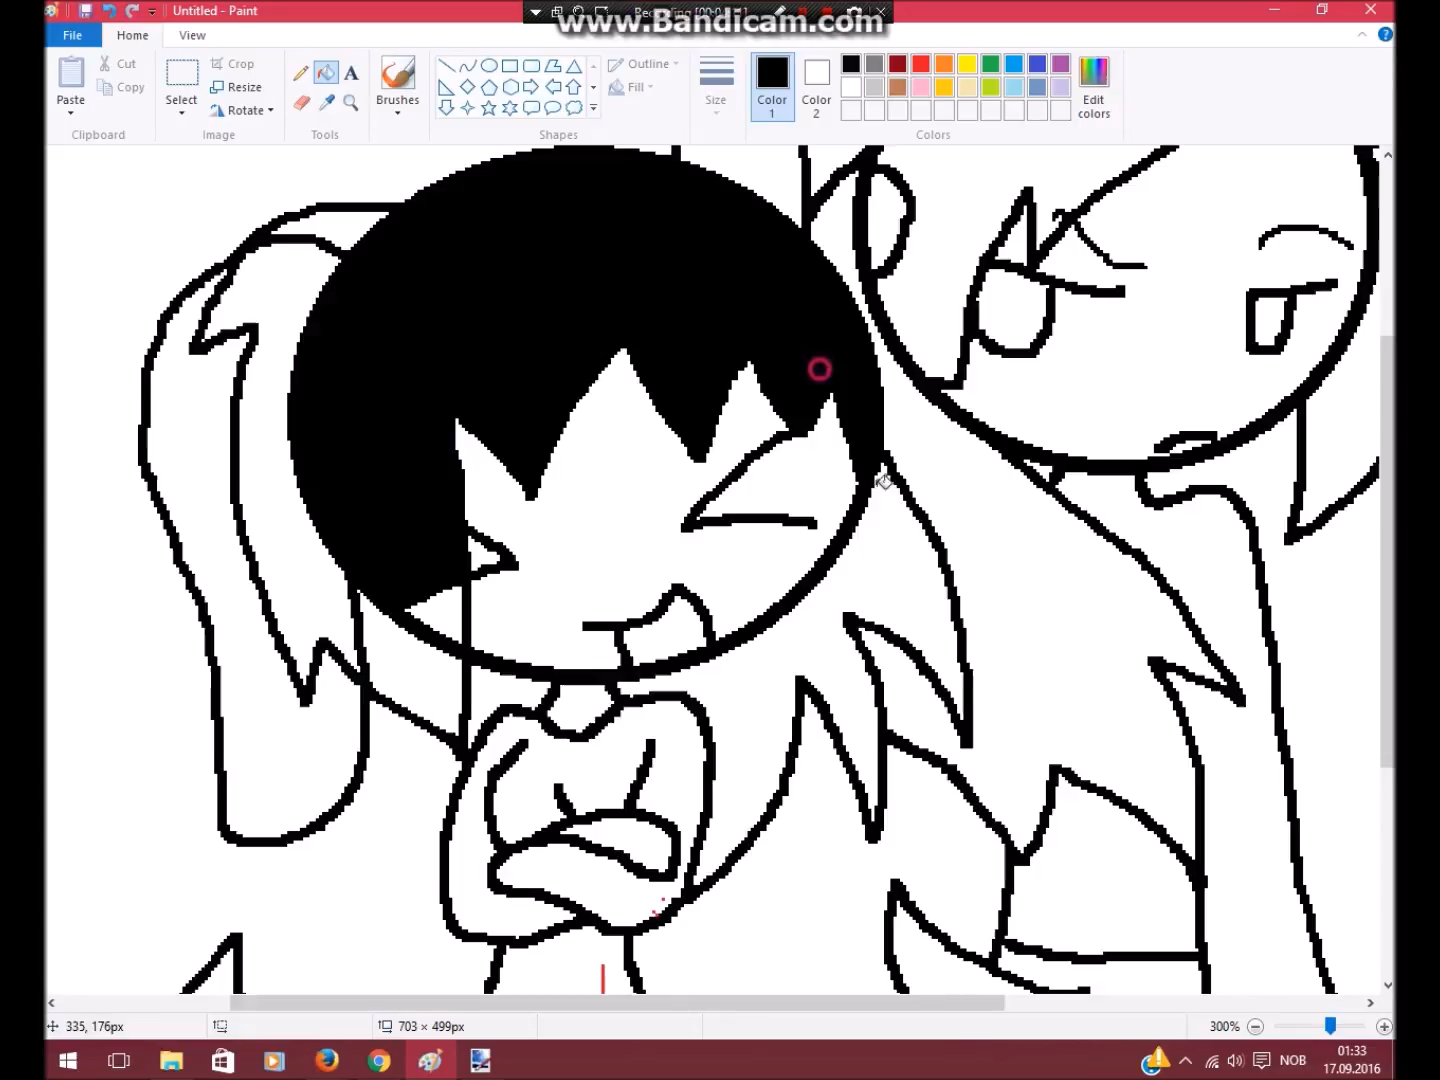 Untitled - Paint
www.Bandicam.com
File
Home
View
Paste
Cut
Copy
Clipboard
Select
Crop
Resize
Rotate
Image
A
Tools
Brushes
Outline
Fill
Shapes
Size
Color 1
Color 2
Edit colors
Colors
335, 176px
703 × 499px
300%
NOB
01:33
17.09.2016